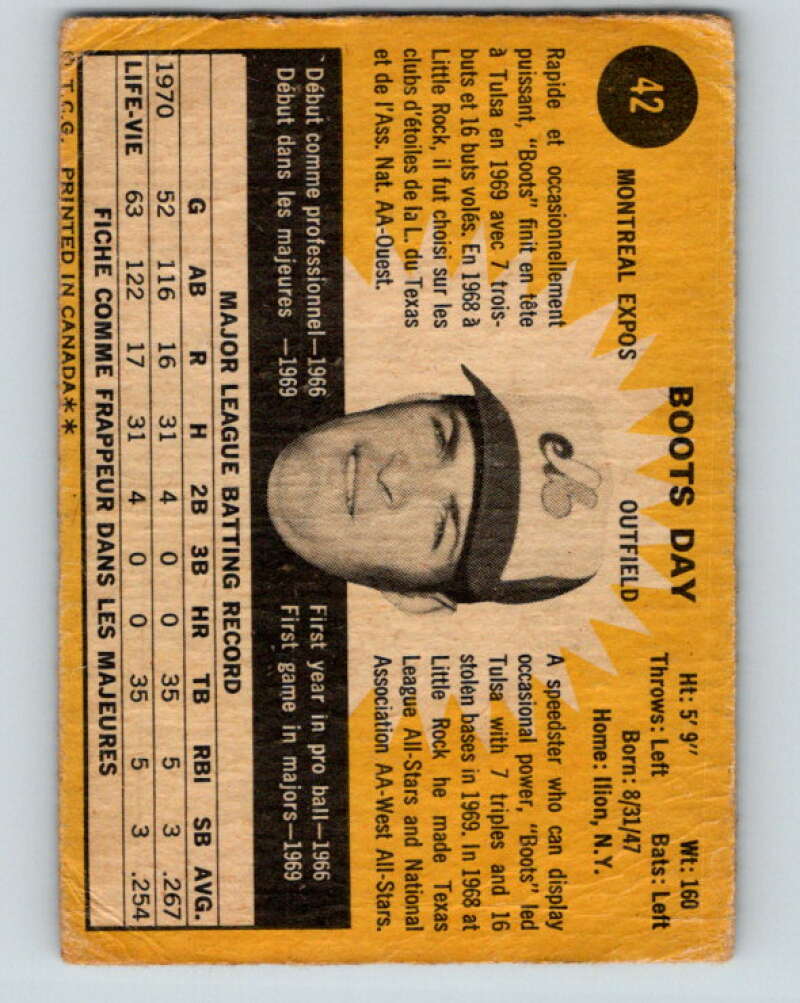 42
BOOTS DAY
Ht: 5' 9" Wt: 160
Throws: Left Bats: Left
MONTREAL EXPOS OUTFIELD
Born: 8/31/47
Home: Ilion, N.Y.
Rapide et occasionnellement
puissant, "Boots" finit en tête
à Tulsa en 1969 avec 7 trois-
buts et 16 buts volés. En 1968 à
Little Rock, il fut choisi sur les
clubs d'étoiles de la L. du Texas
et de l'Ass. Nat. AA-Ouest.
A speedster who can display
occasional power, "Boots" led
Tulsa with 7 triples and 16
stolen bases in 1969. In 1968 at
Little Rock he made Texas
League All-Stars and National
Association AA-West All-Stars.
Début comme professionnel—1966
Début dans les majeures —1969
First year in pro ball—1966
First game in majors—1969
MAJOR LEAGUE BATTING RECORD
G AB R H 2B 3B HR TB RBI SB AVG.
1970 52 116 16 31 4 0 0 35 5 3 .267
LIFE-VIE 63 122 17 31 4 0 0 35 5 3 .254
FICHE COMME FRAPPEUR DANS LES MAJEURES
© T.C.G. PRINTED IN CANADA**